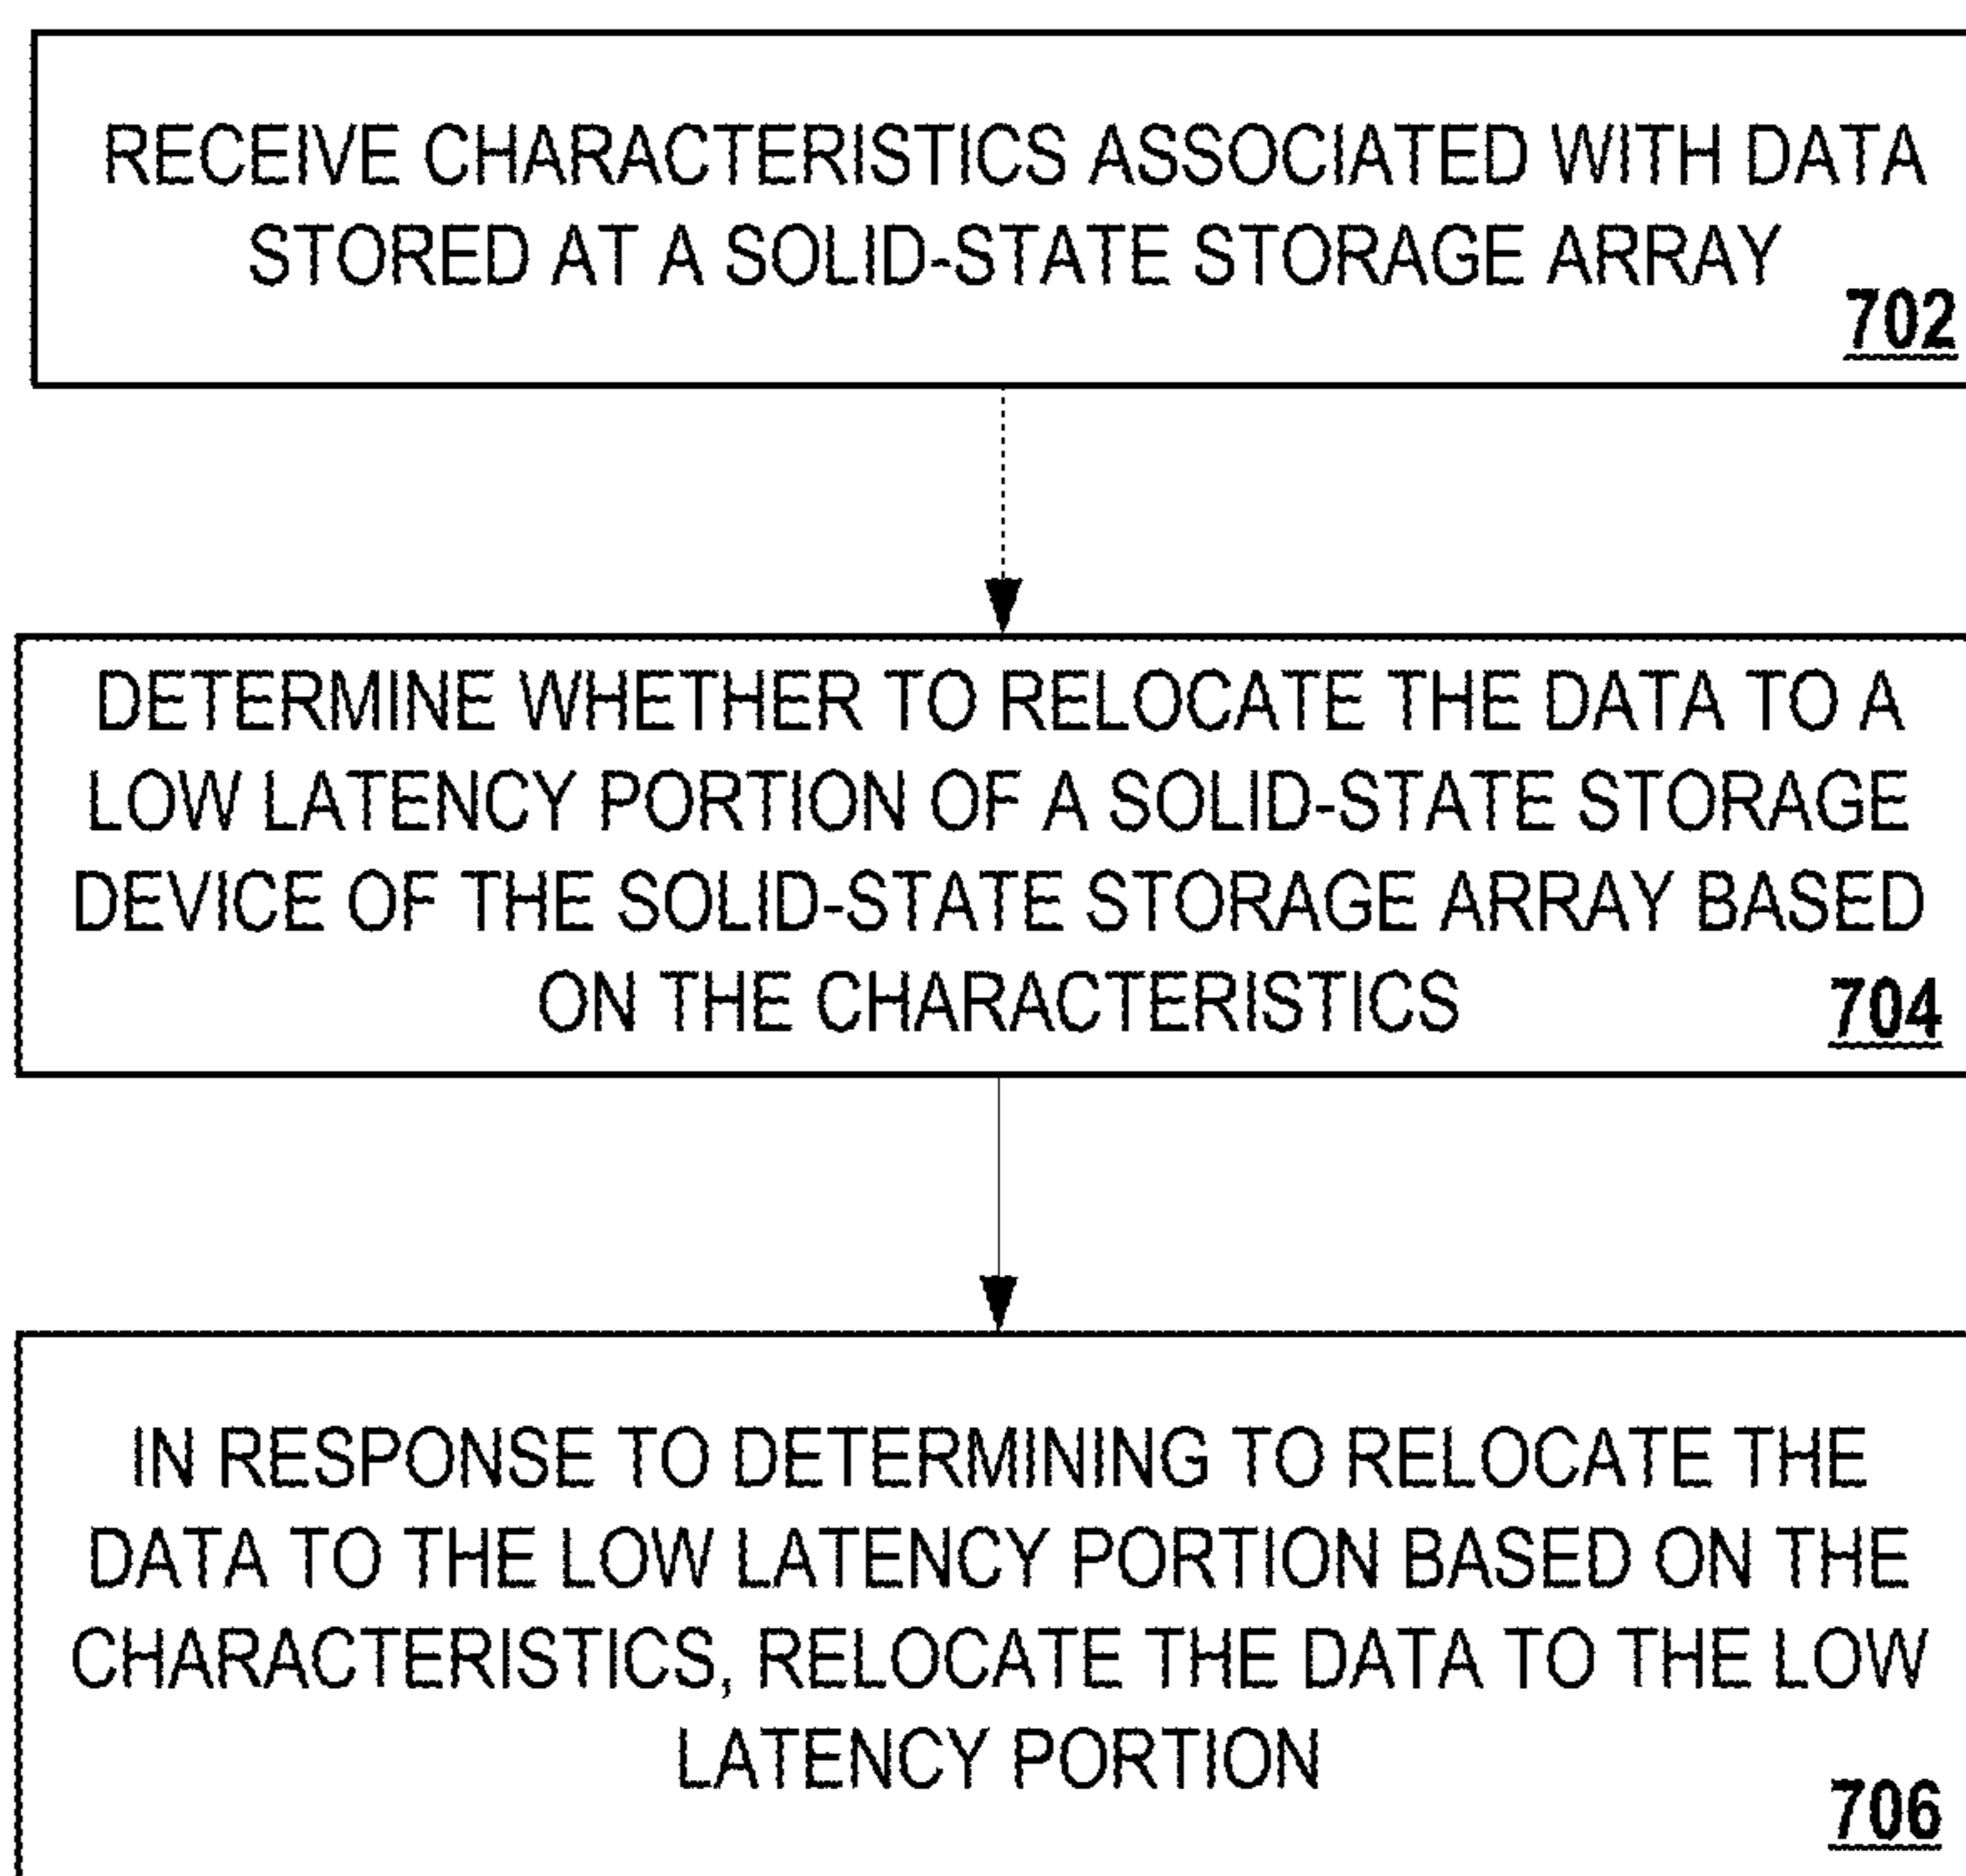 RECEIVE CHARACTERISTICS ASSOCIATED WITH DATA
STORED AT A SOLID-STATE STORAGE ARRAY
702
DETERMINE WHETHER TO RELOCATE THE DATA TO A
LOW LATENCY PORTION OF A SOLID-STATE STORAGE
DEVICE OF THE SOLID-STATE STORAGE ARRAY BASED
ON THE CHARACTERISTICS
704
IN RESPONSE TO DETERMINING TO RELOCATE THE
DATA TO THE LOW LATENCY PORTION BASED ON THE
CHARACTERISTICS, RELOCATE THE DATA TO THE LOW
LATENCY PORTION
706